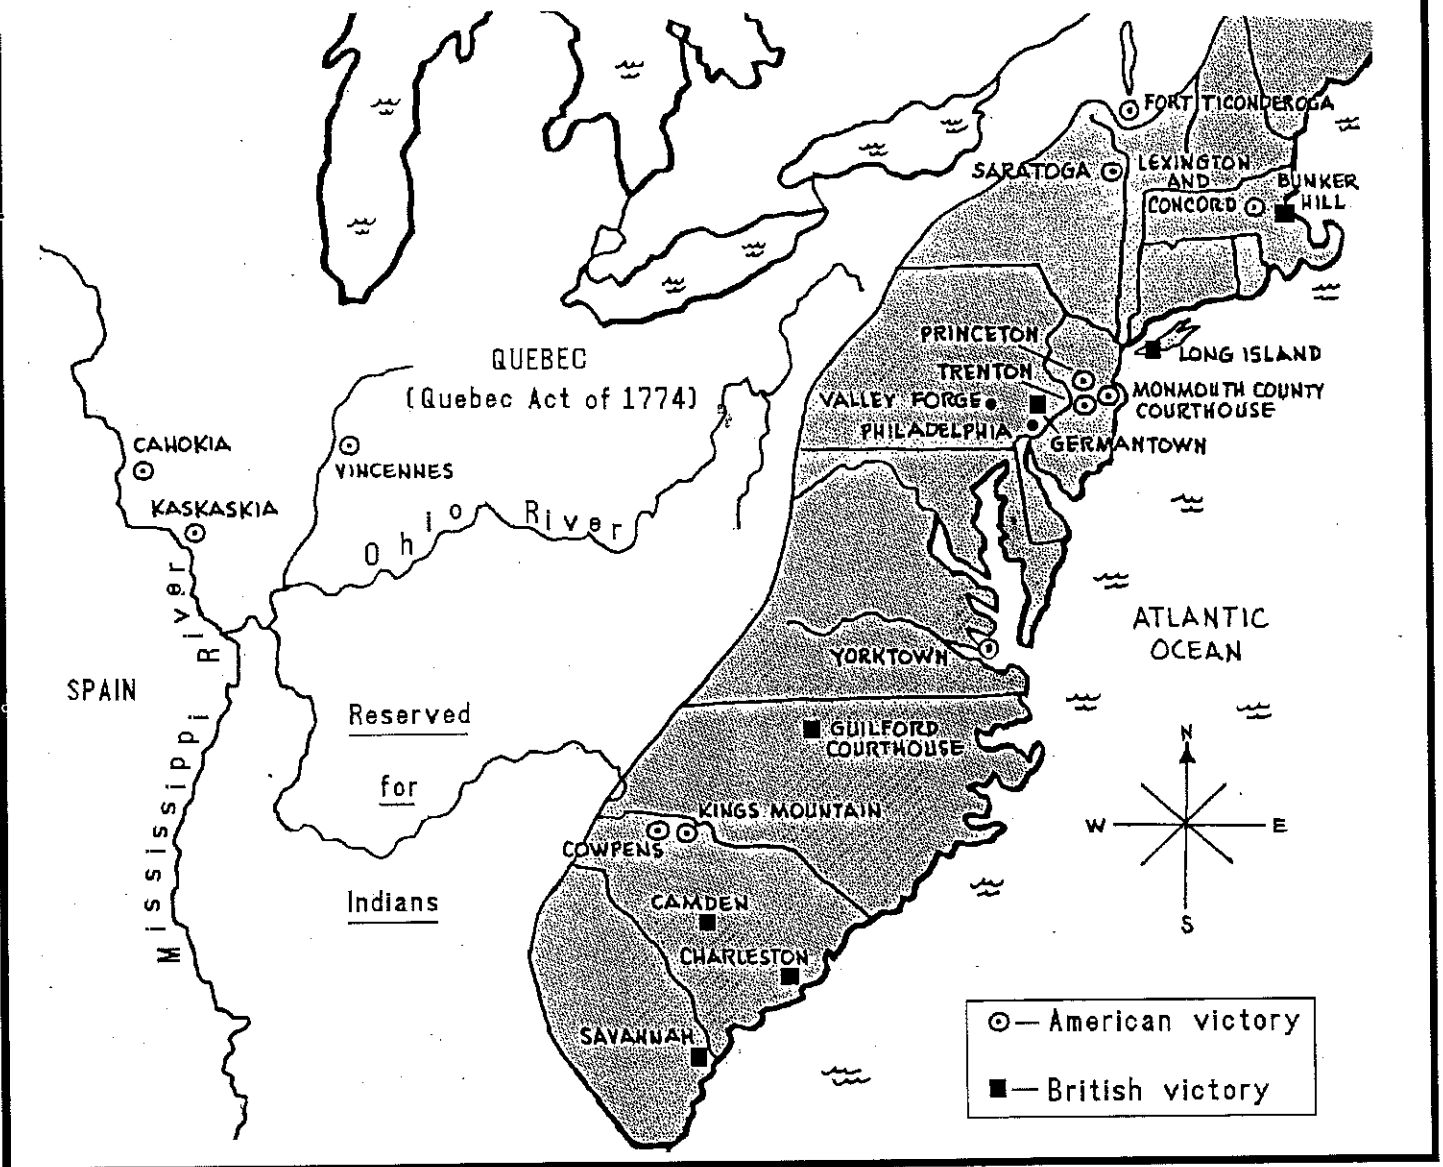 FORT TICONDEROGA
SARATOGA
LEXINGTON
AND
CONCORD
BUNKER
HILL
PRINCETON
TRENTON
VALLEY FORGE
PHILADELPHIA
GERMANTOWN
LONG ISLAND
MONMOUTH COUNTY
COURTHOUSE
QUEBEC
(Quebec Act of 1774)
CAHOKIA
VINCENNES
KASKASKIA
Ohio River
Mississippi River
SPAIN
ATLANTIC
OCEAN
YORKTOWN
Reserved
for
Indians
GUILFORD
COURTHOUSE
KINGS MOUNTAIN
COWPENS
CAMDEN
CHARLESTON
SAVANNAH
N
W E
S
American victory
British victory